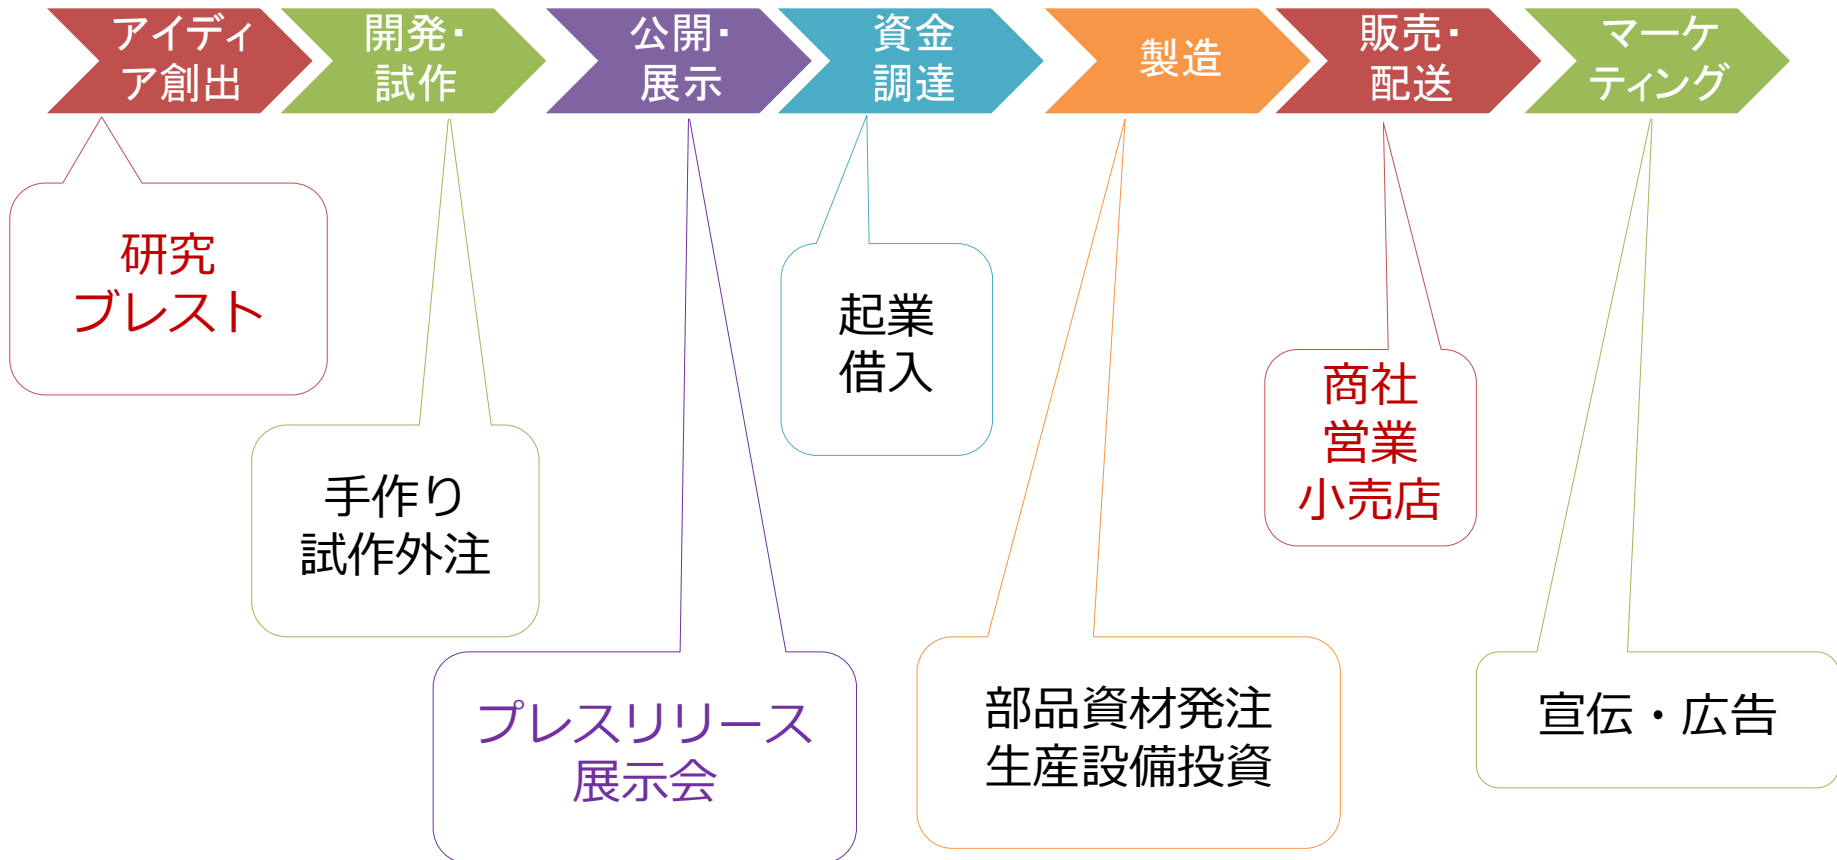 アイディ
ア創出
開発・
試作
公開・
展示
資金
調達
製造
販売・
配送
マーケ
ティング
研究
ブレスト
手作り
試作外注
プレスリリース
展示会
起業
借入
部品資材発注
生産設備投資
商社
営業
小売店
宣伝・広告